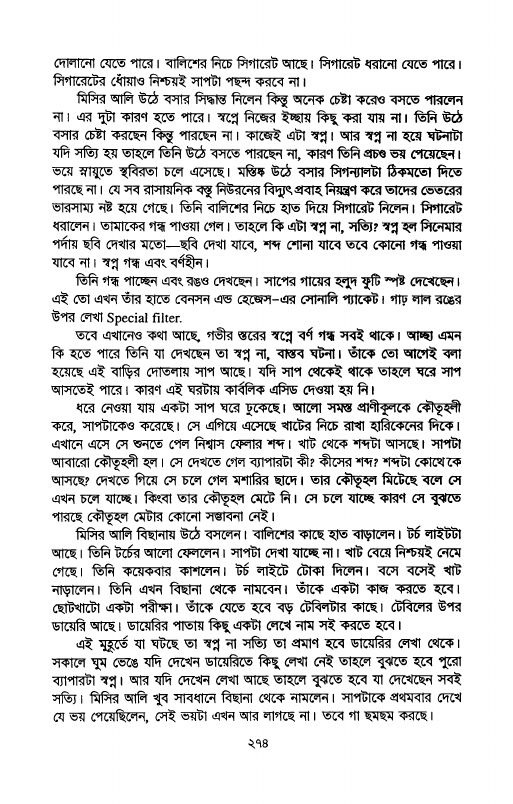 দোলানো যেতে পারে। বালিশের নিচে সিগারেট আছে। সিগারেট ধরানো যেতে পারে।
সিগারেটের ধোঁয়াও নিশ্চয়ই সাপটা পছন্দ করবে না।
মিসির আলি উঠে বসার সিদ্ধান্ত নিলেন কিন্তু অনেক চেষ্টা করেও বসতে পারলেন
না। এর দুটা কারণ হতে পারে। স্বপ্নে নিজের ইচ্ছায় কিছু করা যায় না। তিনি উঠে
বসার চেষ্টা করছেন কিন্তু পারছেন না। কাজেই এটা স্বপ্ন। আর স্বপ্ন না হয়ে ঘটনাটা
যদি সত্যি হয় তাহলে তিনি উঠে বসতে পারছেন না, কারণ তিনি প্রচণ্ড ভয় পেয়েছেন।
ভয়ে স্নায়ুতে স্থবিরতা চলে এসেছে। মস্তিষ্ক উঠে বসার সিগন্যালটা ঠিকমতো দিতে
পারছে না। যে সব রাসায়নিক বস্তু নিউরনের বিদ্যুৎ প্রবাহ নিয়ন্ত্রণ করে তাদের ভেতরের
ভারসাম্য নষ্ট হয়ে গেছে। তিনি বালিশের নিচে হাত দিয়ে সিগারেট নিলেন। সিগারেট
ধরালেন। তামাকের গন্ধ পাওয়া গেল। তাহলে কি এটা স্বপ্ন না, সত্যি? স্বপ্ন হল সিনেমার
পর্দায় ছবি দেখার মতো—ছবি দেখা যাবে, শব্দ শোনা যাবে তবে কোনো গন্ধ পাওয়া
যাবে না। স্বপ্ন গন্ধ এবং বর্ণহীন।
তিনি গন্ধ পাচ্ছেন এবং রঙও দেখছেন। সাপের গায়ের হলুদ ফুটি স্পষ্ট দেখেছেন।
এই তো এখন তাঁর হাতে বেনসন এন্ড হেজেস–এর সোনালি প্যাকেট। গাঢ় লাল রঙের
উপর লেখা Special filter.
তবে এখানেও কথা আছে, গভীর স্তরের স্বপ্নে বর্ণ গন্ধ সবই থাকে। আচ্ছা এমন
কি হতে পারে তিনি যা দেখছেন তা স্বপ্ন না, বাস্তব ঘটনা। তাঁকে তো আগেই বলা
হয়েছে এই বাড়ির দোতলায় সাপ আছে। যদি সাপ থেকেই থাকে তাহলে ঘরে সাপ
আসতেই পারে। কারণ এই ঘরটায় কার্বলিক এসিড দেওয়া হয় নি।
ধরে নেওয়া যায় একটা সাপ ঘরে ঢুকেছে। আলো সমস্ত প্রাণীকুলকে কৌতূহলী
করে, সাপটাকেও করেছে। সে এগিয়ে এসেছে খাটের নিচে রাখা হারিকেনের দিকে।
এখানে এসে সে শুনতে পেল নিশ্বাস ফেলার শব্দ। খাট থেকে শব্দটা আসছে। সাপটা
আবারো কৌতূহলী হল। সে দেখতে গেল ব্যাপারটা কী? কীসের শব্দ? শব্দটা কোথেকে
আসছে? দেখতে গিয়ে সে চলে গেল মশারির ছাদে। তার কৌতূহল মিটেছে বলে সে
এখন চলে যাচ্ছে। কিংবা তার কৌতূহল মেটে নি। সে চলে যাচ্ছে কারণ সে বুঝতে
পারছে কৌতূহল মেটার কোনো সম্ভাবনা নেই।
মিসির আলি বিছানায় উঠে বসলেন। বালিশের কাছে হাত বাড়ালেন। টর্চ লাইটটা
আছে। তিনি টর্চের আলো ফেললেন। সাপটা দেখা যাচ্ছে না। খাট বেয়ে নিশ্চয়ই নেমে
গেছে। তিনি কয়েকবার কাশলেন। টর্চ লাইটে টোকা দিলেন। বসে বসেই খাট
নাড়ালেন। তিনি এখন বিছানা থেকে নামবেন। তাঁকে একটা কাজ করতে হবে।
ছোটখাটো একটা পরীক্ষা। তাঁকে যেতে হবে বড় টেবিলটার কাছে। টেবিলের উপর
ডায়েরি আছে। ডায়েরির পাতায় কিছু একটা লেখে নাম সই করতে হবে।
এই মুহূর্তে যা ঘটছে তা স্বপ্ন না সত্যি তা প্রমাণ হবে ডায়েরির লেখা থেকে।
সকালে ঘুম ভেঙে যদি দেখেন ডায়েরিতে কিছু লেখা নেই তাহলে বুঝতে হবে পুরো
ব্যাপারটা স্বপ্ন। আর যদি দেখেন লেখা আছে তাহলে বুঝতে হবে যা দেখেছেন সবই
সত্যি। মিসির আলি খুব সাবধানে বিছানা থেকে নামলেন। সাপটাকে প্রথমবার দেখে
যে ভয় পেয়েছিলেন, সেই ভয়টা এখন আর লাগছে না। তবে গা ছমছম করছে।
২৭৪